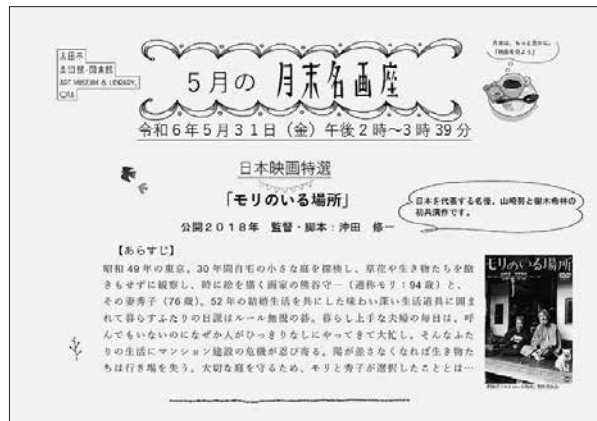 太田市
美術館・図書館
ART MUSEUM & LIBRARY,
OTA
5月の 月末名画座
月末は、もっと豊かに。
「映画を見よう」
令和6年5月31日(金)午後2時~3時39分
日本映画特選
「モリのいる場所」
日本を代表する名優、山崎努と樹木希林の
初共演作です。
公開2018年 監督・脚本:沖田 修一
【あらすじ】
昭和49年の東京。30年間自宅の小さな庭を探検し、草花や生き物たちを飽
きもせずに観察し、時に絵を描く画家の熊谷守一(通称モリ:94歳)と、
その妻秀子(76歳)。52年の結婚生活を共にした味わい深い生活道具に囲ま
れて暮らすふたりの日課はルール無視の碁。暮らし上手な夫婦の毎日は、呼
んでもいないのになぜか人がひっきりなしにやってきて大忙し。そんなふた
りの生活にマンション建設の危機が忍び寄る。陽が差さなくなれば生き物た
ちは行き場を失う。大切な庭を守るため、モリと秀子が選択したこととは…
モリのいる場所
DVD